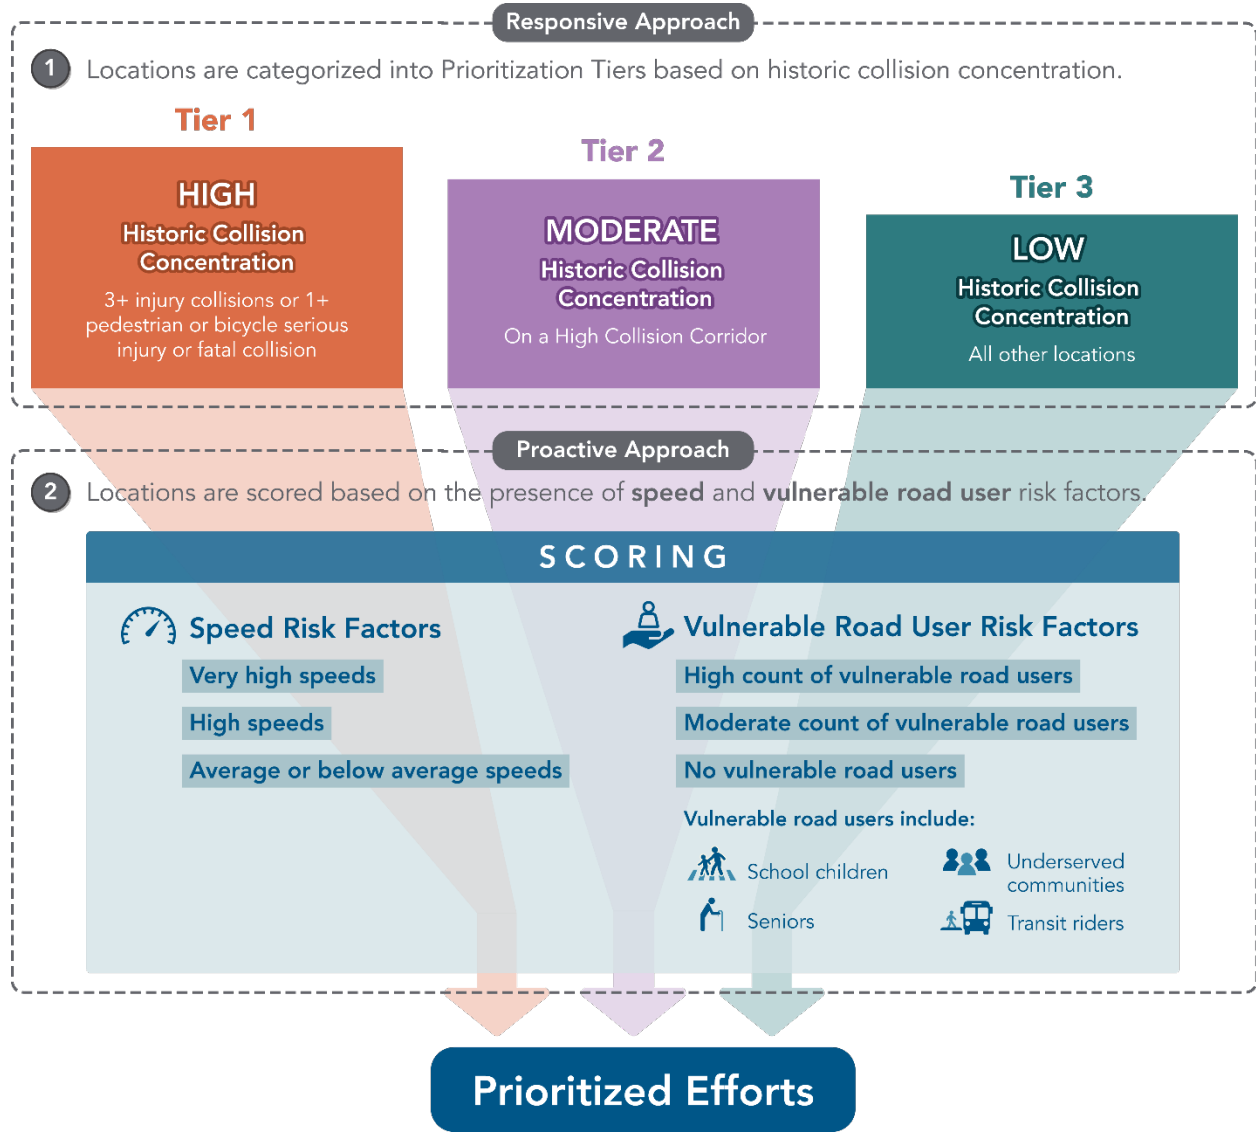 Responsive Approach
1 Locations are categorized into Prioritization Tiers based on historic collision concentration.
Tier 1
HIGH
Historic Collision
Concentration
3+ injury collisions or 1+
pedestrian or bicycle serious
injury or fatal collision
Tier 2
MODERATE
Historic Collision
Concentration
On a High Collision Corridor
Tier 3
LOW
Historic Collision
Concentration
All other locations
Proactive Approach
2 Locations are scored based on the presence of speed and vulnerable road user risk factors.
SCORING
Speed Risk Factors
Very high speeds
High speeds
Average or below average speeds
Vulnerable Road User Risk Factors
High count of vulnerable road users
Moderate count of vulnerable road users
No vulnerable road users
Vulnerable road users include:
School children
Seniors
Underserved
communities
Transit riders
Prioritized Efforts